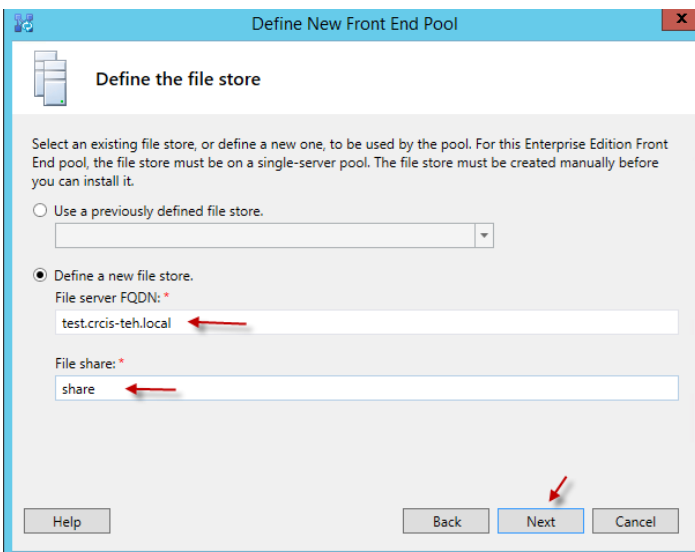 Define New Front End Pool
x
Define the file store
Select an existing file store, or define a new one, to be used by the pool. For this Enterprise Edition Front
End pool, the file store must be on a single-server pool. The file store must be created manually before
you can install it.
Use a previously defined file store.
Define a new file store.
File server FQDN: *
test.crcis-teh.local
File share: *
share
Help
Back
Next
Cancel